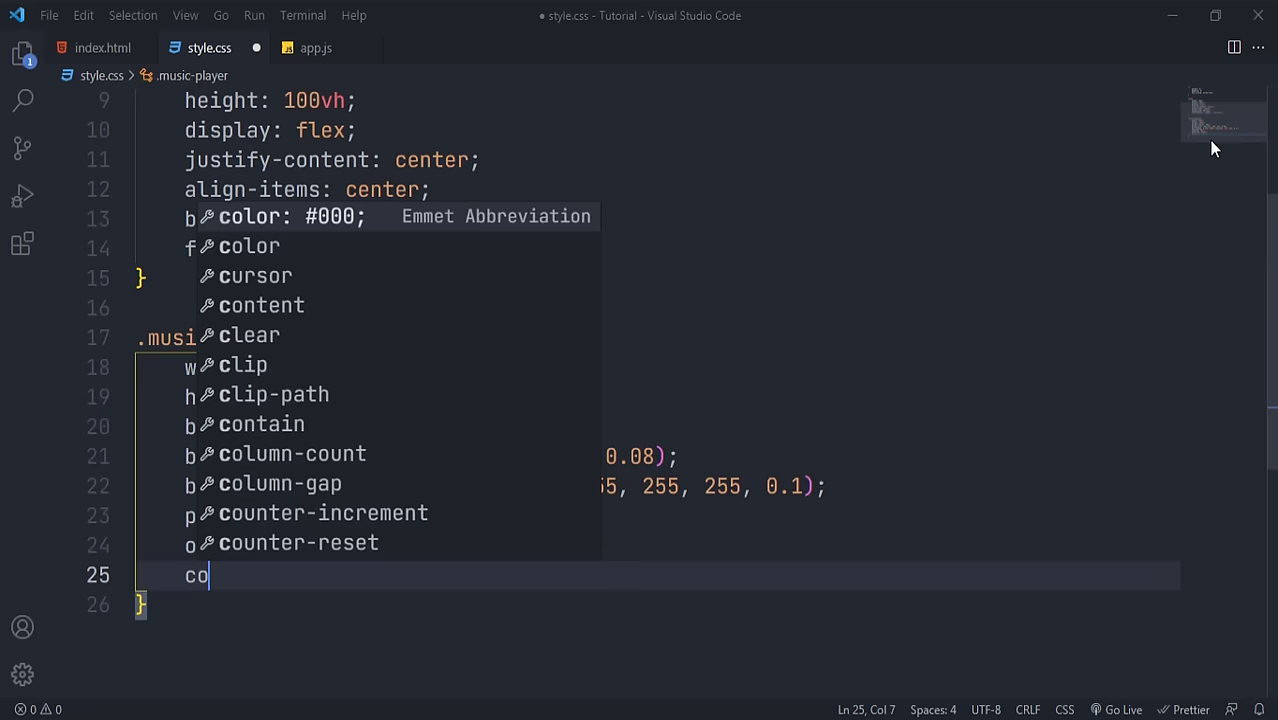 File Edit Selection View Go Run Terminal Help
● style.css - Tutorial - Visual Studio Code
index.html style.css ● JS app.js
style.css > .music-player
1
9 height: 100vh;
10 display: flex;
11 justify-content: center;
12 align-items: center;
13 b
14 f
15 }
16
17 .musi
18 w
19 h
20 b
21 b 0.08);
22 b 55, 255, 255, 0.1);
23 p
24 o
25 co
26 }
color: #000; Emmet Abbreviation
color
cursor
content
clear
clip
clip-path
contain
column-count
column-gap
counter-increment
counter-reset
0 0 Ln 25, Col 7 Spaces: 4 UTF-8 CRLF CSS Go Live Prettier